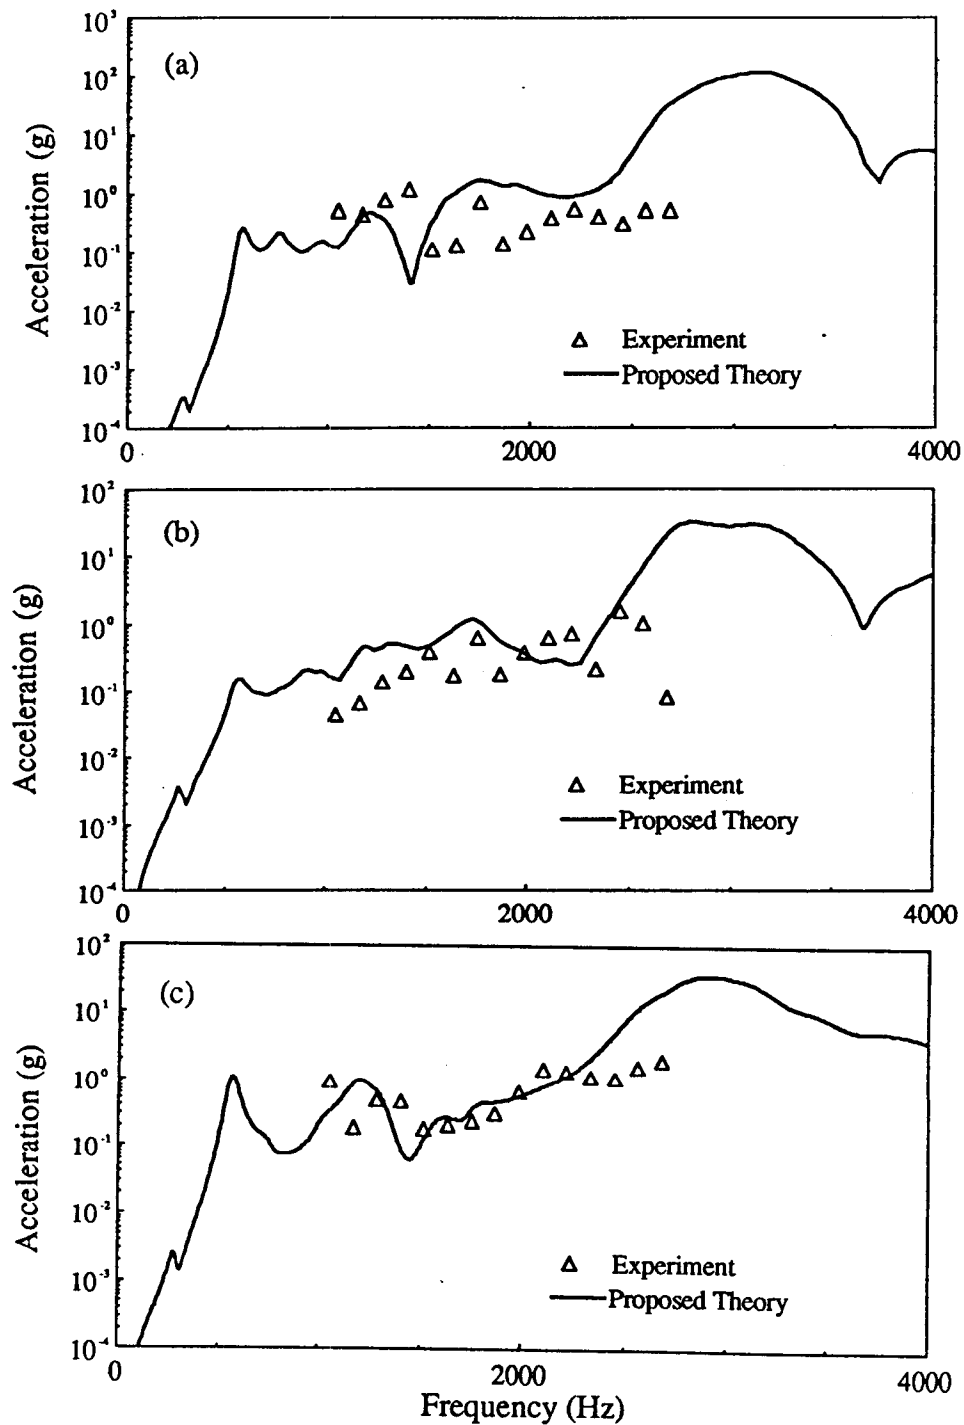 10³
(a)
10²
10¹
10⁰
10⁻¹
10⁻²
10⁻³
10⁻⁴
Acceleration (g)
Experiment
Proposed Theory
0
2000
4000
10²
(b)
10¹
10⁰
10⁻¹
10⁻²
10⁻³
10⁻⁴
Acceleration (g)
Experiment
Proposed Theory
0
2000
4000
10²
(c)
10¹
10⁰
10⁻¹
10⁻²
10⁻³
10⁻⁴
Acceleration (g)
Experiment
Proposed Theory
0
2000
4000
Frequency (Hz)